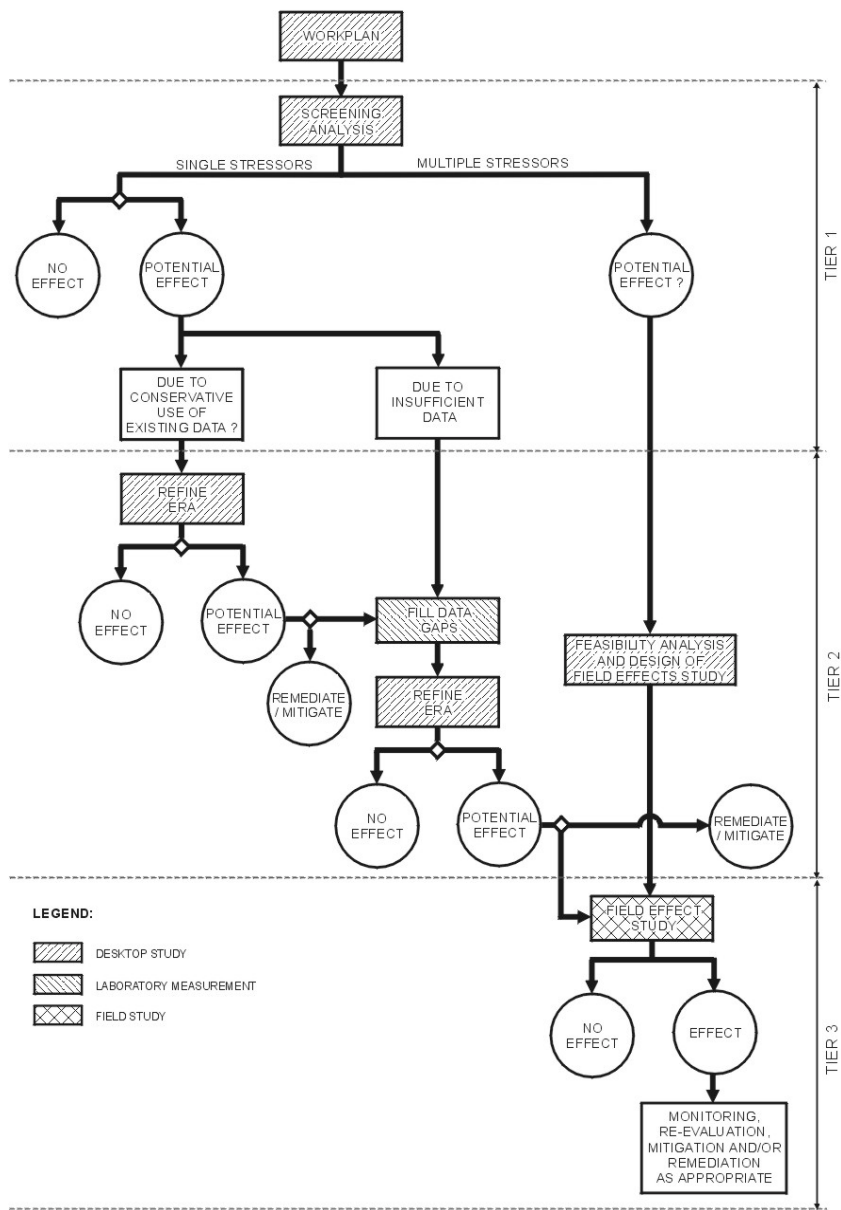 WORKPLAN
SCREENING
ANALYSIS
SINGLE STRESSORS
MULTIPLE STRESSORS
NO
EFFECT
POTENTIAL
EFFECT
POTENTIAL
EFFECT ?
TIER 1
DUE TO
CONSERVATIVE
USE OF
EXISTING DATA ?
DUE TO
INSUFFICIENT
DATA
REFINE
ERA
NO
EFFECT
POTENTIAL
EFFECT
FILL DATA
GAPS
REMEDIATE
/ MITIGATE
FEASIBILITY ANALYSIS
AND DESIGN OF
FIELD EFFECTS STUDY
TIER 2
REFINE
ERA
NO
EFFECT
POTENTIAL
EFFECT
REMEDIATE
/ MITIGATE
LEGEND:
DESKTOP STUDY
LABORATORY MEASUREMENT
FIELD STUDY
FIELD EFFECT
STUDY
NO
EFFECT
EFFECT
TIER 3
MONITORING,
RE-EVALUATION,
MITIGATION AND/OR
REMEDIATION
AS APPROPRIATE